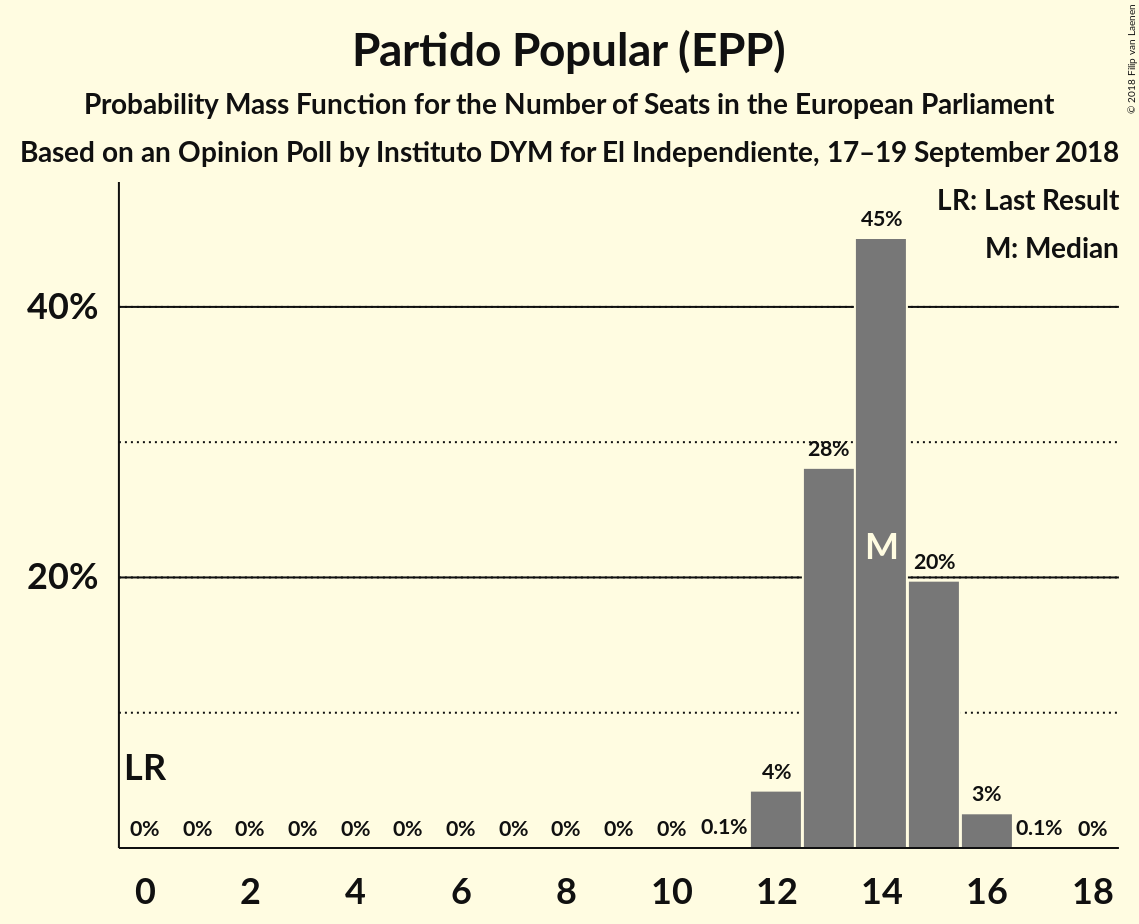 Partido Popular (EPP)
Probability Mass Function for the Number of Seats in the European Parliament
Based on an Opinion Poll by Instituto DYM for El Independiente, 17–19 September 2018
© 2018 Filip van Laenen
LR: Last Result
M: Median
45%
40%
28%
M
20%
20%
LR
4%
3%
0% 0% 0% 0% 0% 0% 0% 0% 0% 0% 0% 0.1% 0.1% 0%
0 2 4 6 8 10 12 14 16 18